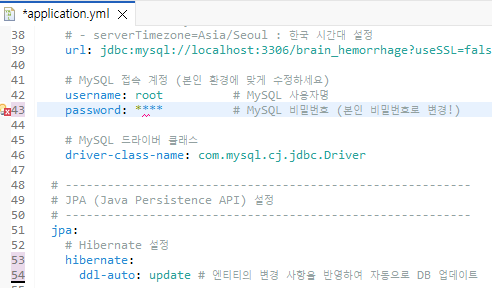 *application.yml
38 # - serverTimezone=Asia/Seoul : 한국 시간대 설정
39 url: jdbc:mysql://localhost:3306/brain_hemorrhage?useSSL=fals
40
41 # MySQL 접속 계정 (본인 환경에 맞게 수정하세요)
42 username: root # MySQL 사용자명
43 password: **** # MySQL 비밀번호 (본인 비밀번호로 변경!)
44
45 # MySQL 드라이버 클래스
46 driver-class-name: com.mysql.cj.jdbc.Driver
47
48 # ------------------------------------------------------------
49 # JPA (Java Persistence API) 설정
50 # ------------------------------------------------------------
51 jpa:
52 # Hibernate 설정
53 hibernate:
54 ddl-auto: update # 엔티티의 변경 사항을 반영하여 자동으로 DB 업데이트